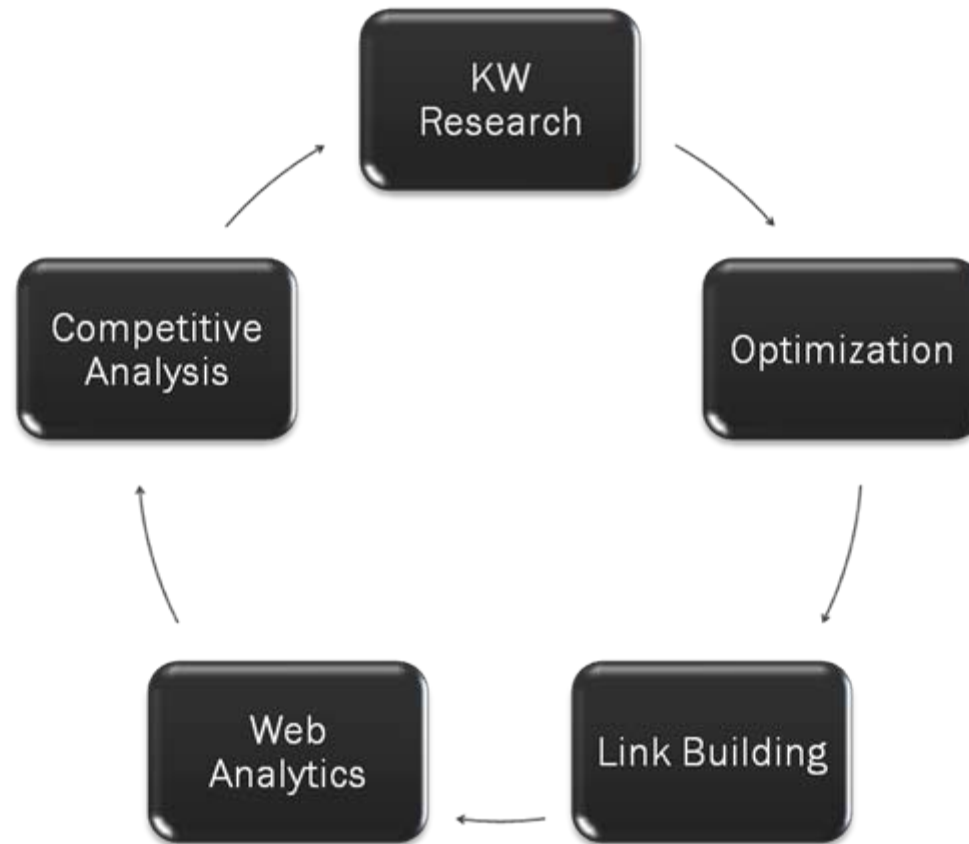 KW
Research
Optimization
Link Building
Web
Analytics
Competitive
Analysis